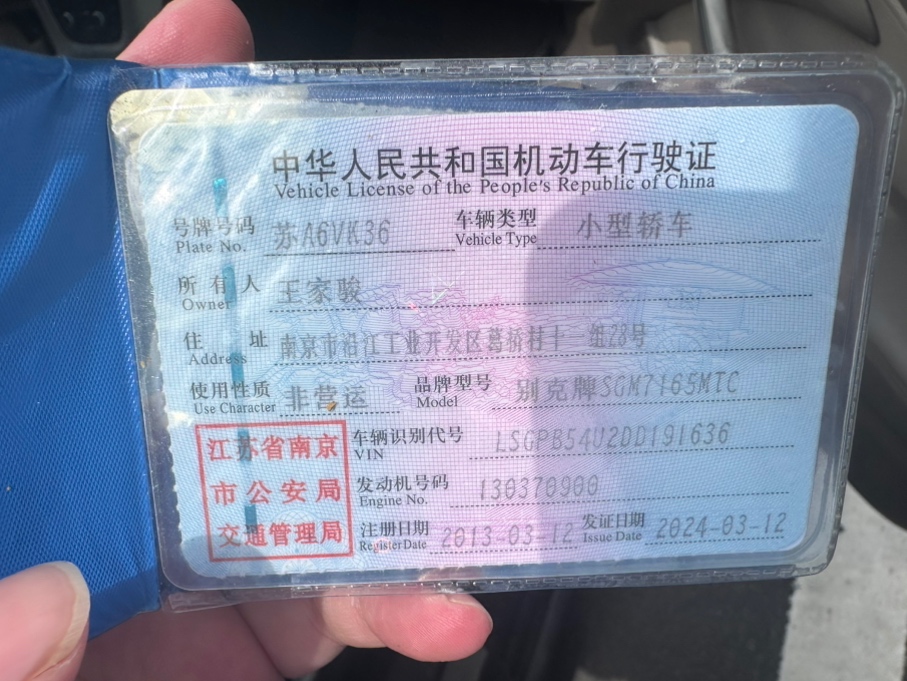 中华人民共和国机动车行驶证
Vehicle License of the People's Republic of China
号牌号码 苏A6VK36 车辆类型 小型轿车
Plate No. Vehicle Type
所有人 王家骏
Owner
住址 南京市沿江工业开发区葛桥村十一组28号
Address
使用性质 非营运 品牌型号 别克牌SGM7165MTC
Use Character Model
江苏省南京
市公安局
交通管理局
车辆识别代号 LSGPB54U2DD191636
VIN
发动机号码 130370900
Engine No.
注册日期 2013-03-12 发证日期 2024-03-12
Register Date Issue Date